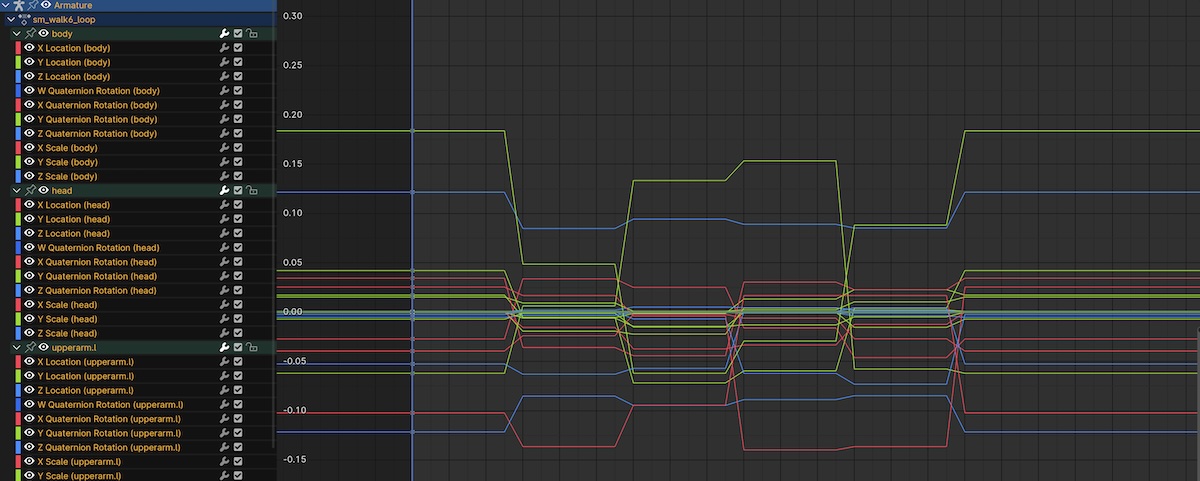 Armature
sm_walk6_loop
body
X Location (body)
Y Location (body)
Z Location (body)
W Quaternion Rotation (body)
X Quaternion Rotation (body)
Y Quaternion Rotation (body)
Z Quaternion Rotation (body)
X Scale (body)
Y Scale (body)
Z Scale (body)
head
X Location (head)
Y Location (head)
Z Location (head)
W Quaternion Rotation (head)
X Quaternion Rotation (head)
Y Quaternion Rotation (head)
Z Quaternion Rotation (head)
X Scale (head)
Y Scale (head)
Z Scale (head)
upperarm.l
X Location (upperarm.l)
Y Location (upperarm.l)
Z Location (upperarm.l)
W Quaternion Rotation (upperarm.l)
X Quaternion Rotation (upperarm.l)
Y Quaternion Rotation (upperarm.l)
Z Quaternion Rotation (upperarm.l)
X Scale (upperarm.l)
Y Scale (upperarm.l)
0.30
0.25
0.20
0.15
0.10
0.05
0.00
-0.05
-0.10
-0.15